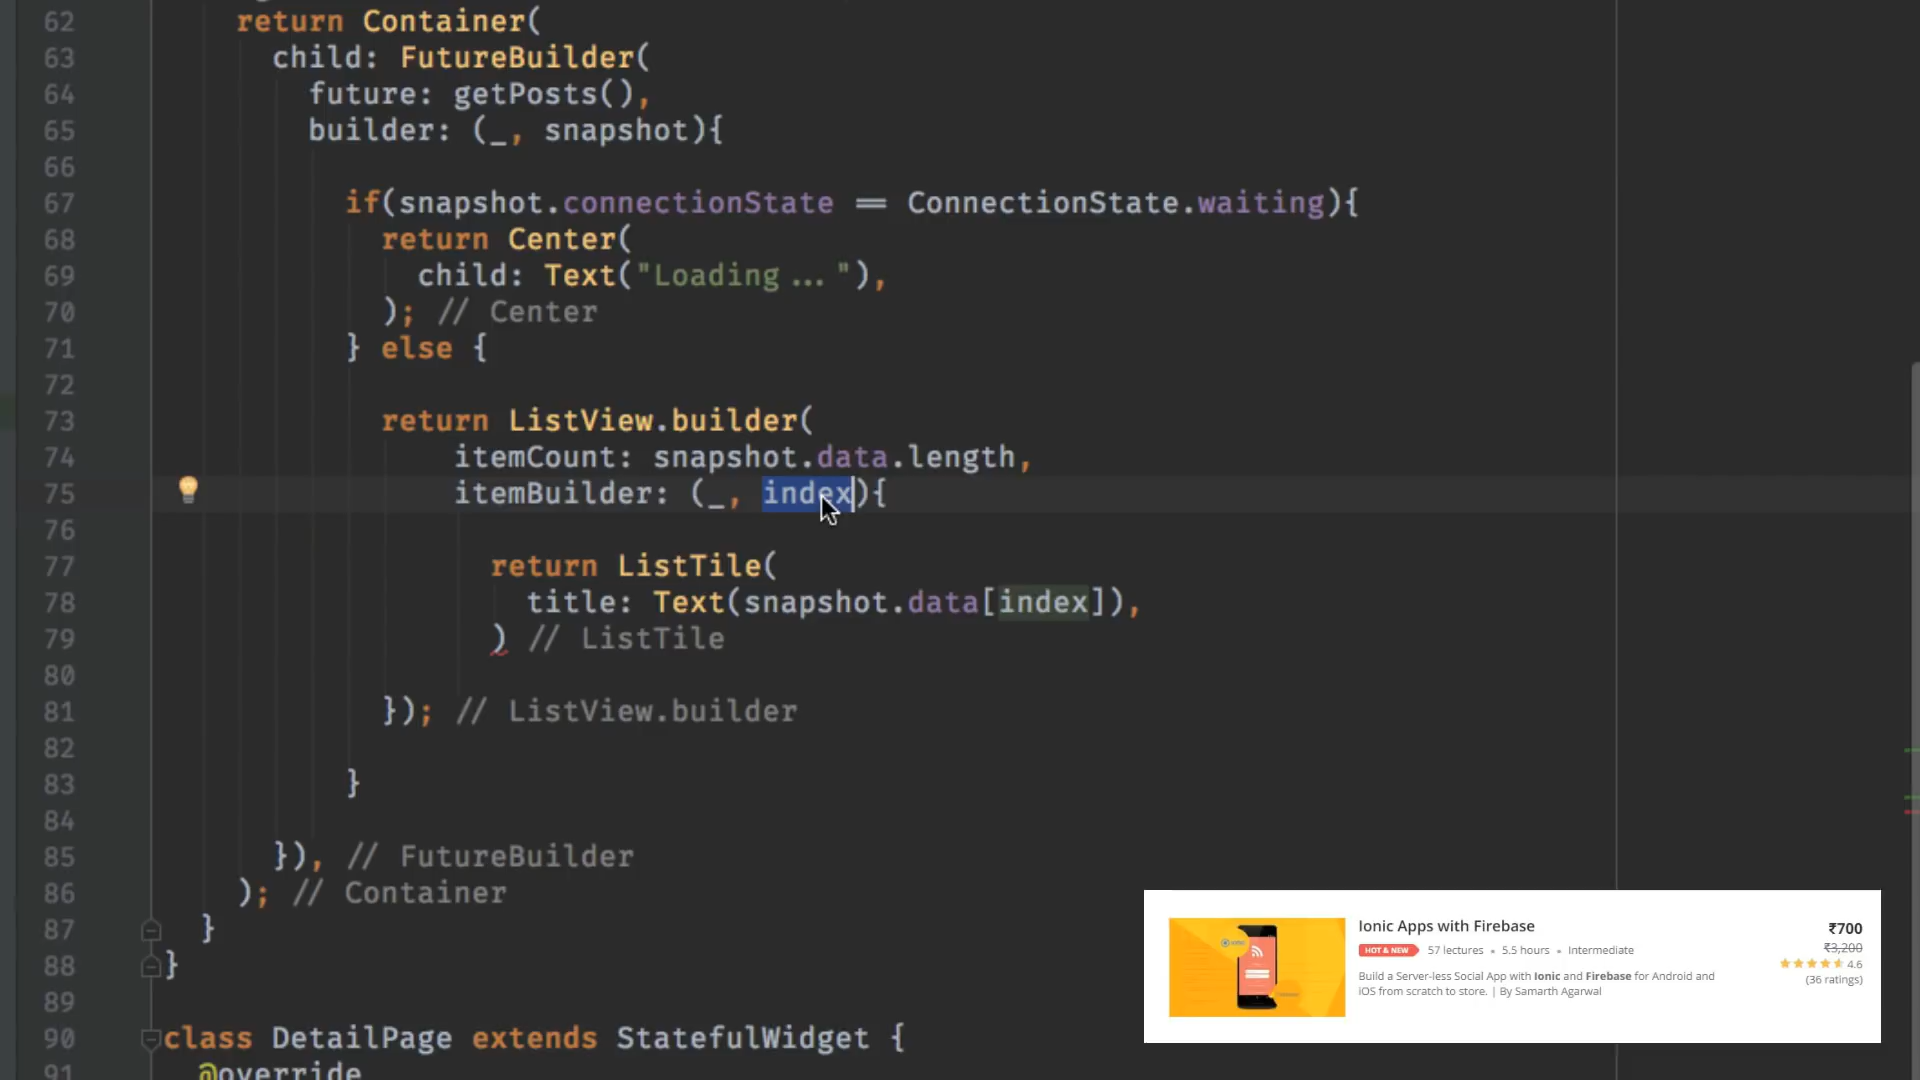 62 return Container(
63 child: FutureBuilder(
64 future: getPosts(),
65 builder: (_, snapshot){
66
67 if(snapshot.connectionState == ConnectionState.waiting){
68 return Center(
69 child: Text("Loading..."),
70 ); // Center
71 } else {
72
73 return ListView.builder(
74 itemCount: snapshot.data.length,
75 itemBuilder: (_, index){
76
77 return ListTile(
78 title: Text(snapshot.data[index]),
79 ) // ListTile
80
81 }); // ListView.builder
82
83 }
84
85 }), // FutureBuilder
86 ); // Container
87 }
88 }
89
90 class DetailPage extends StatefulWidget {
91 @override
Ionic Apps with Firebase
₹700
HOT & NEW 57 lectures • 5.5 hours • Intermediate
₹3,200
4.6
Build a Server-less Social App with Ionic and Firebase for Android and
iOS from scratch to store. | By Samarth Agarwal
(36 ratings)